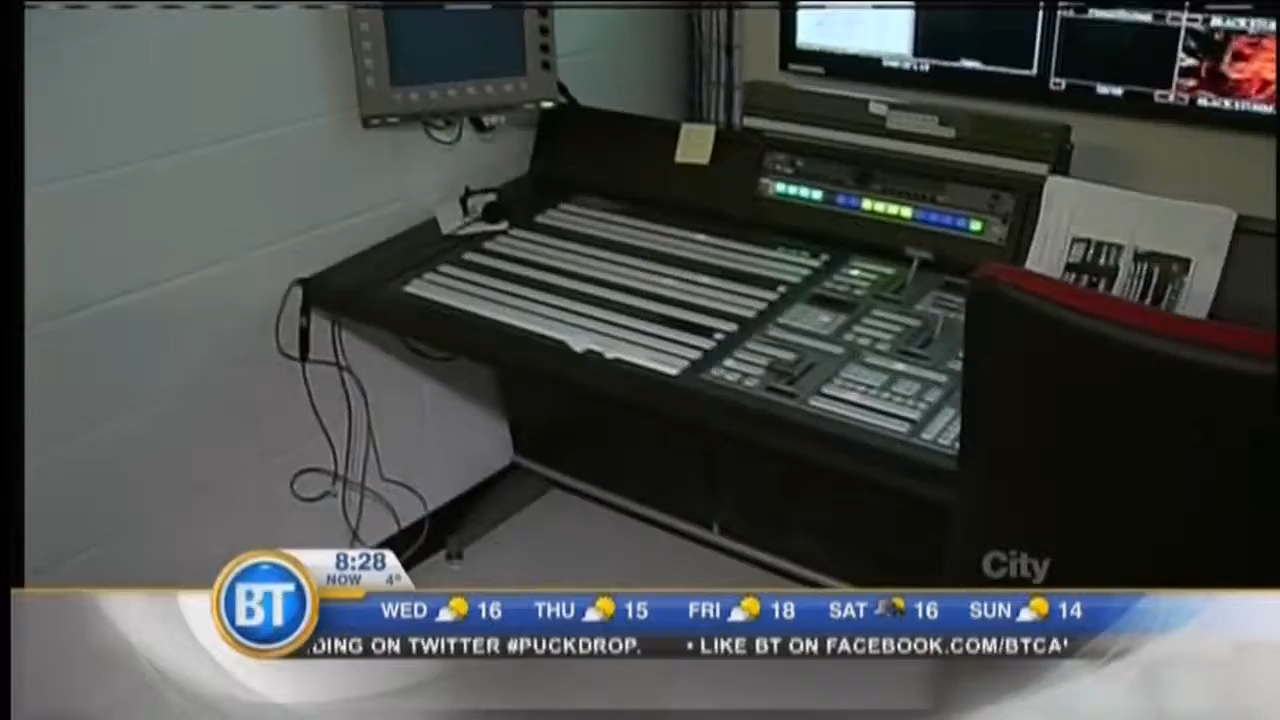 City
8:28
NOW 4°
BT
WED 16 THU 15 FRI 18 SAT 16 SUN 14
DING ON TWITTER #PUCKDROP. • LIKE BT ON FACEBOOK.COM/BTCA